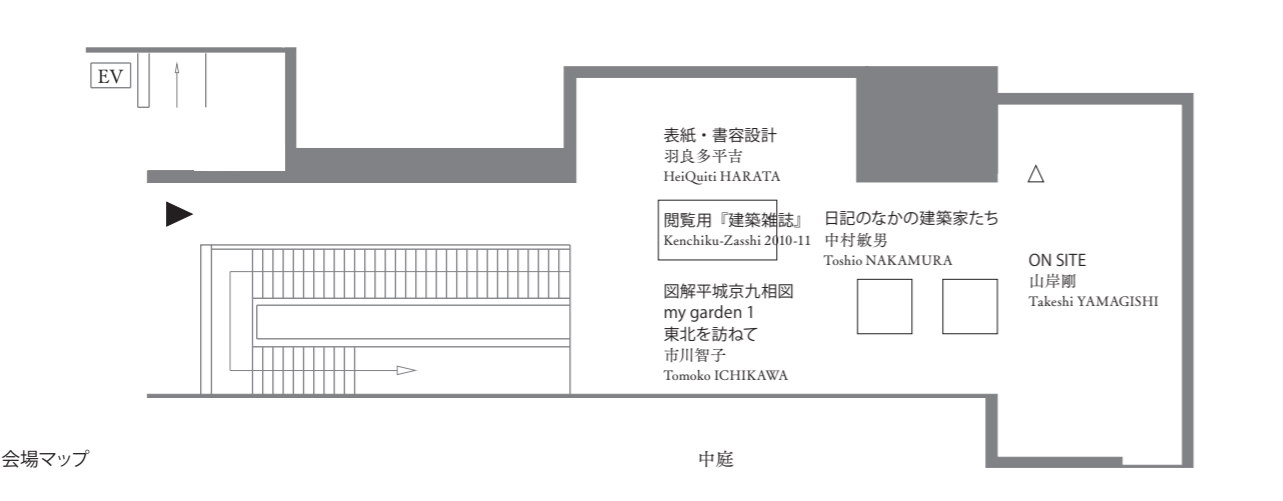 EV
表紙・書容設計
羽良多平吉
HeiQuiti HARATA
閲覧用『建築雑誌』
Kenchiku-Zasshi 2010-11
図解平城京九相図
my garden 1
東北を訪ねて
市川智子
Tomoko ICHIKAWA
日記のなかの建築家たち
中村敏男
Toshio NAKAMURA
ON SITE
山岸剛
Takeshi YAMAGISHI
会場マップ
中庭